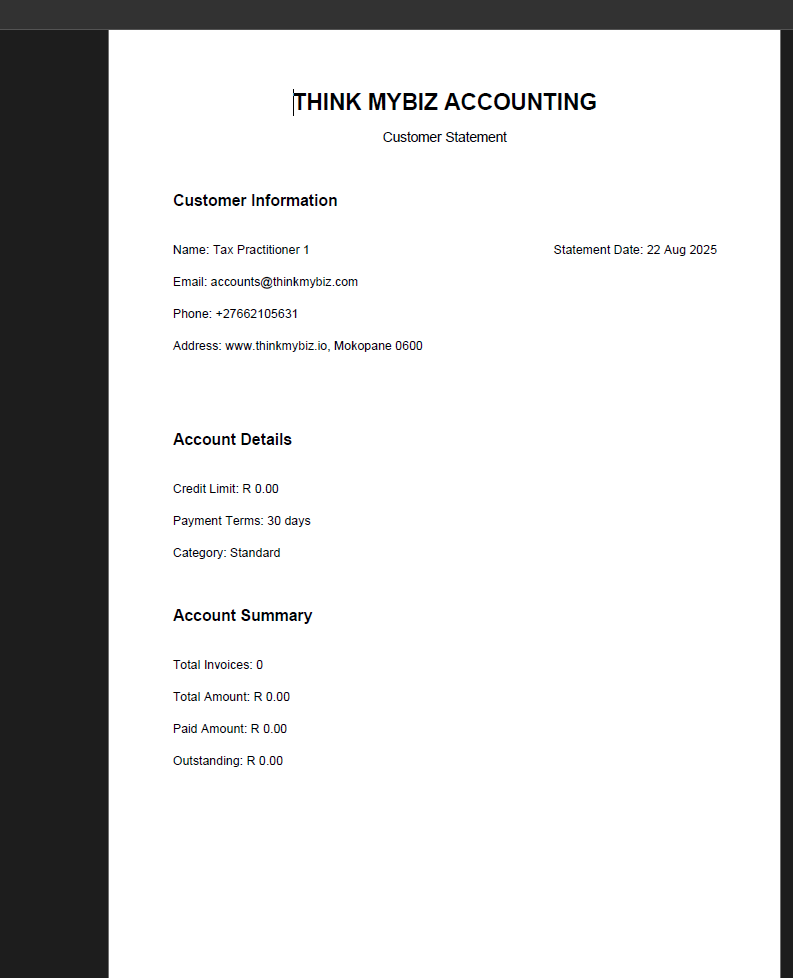 THINK MYBIZ ACCOUNTING
Customer Statement
Customer Information
Name: Tax Practitioner 1 Statement Date: 22 Aug 2025
Email: accounts@thinkmybiz.com
Phone: +27662105631
Address: www.thinkmybiz.io, Mokopane 0600
Account Details
Credit Limit: R 0.00
Payment Terms: 30 days
Category: Standard
Account Summary
Total Invoices: 0
Total Amount: R 0.00
Paid Amount: R 0.00
Outstanding: R 0.00